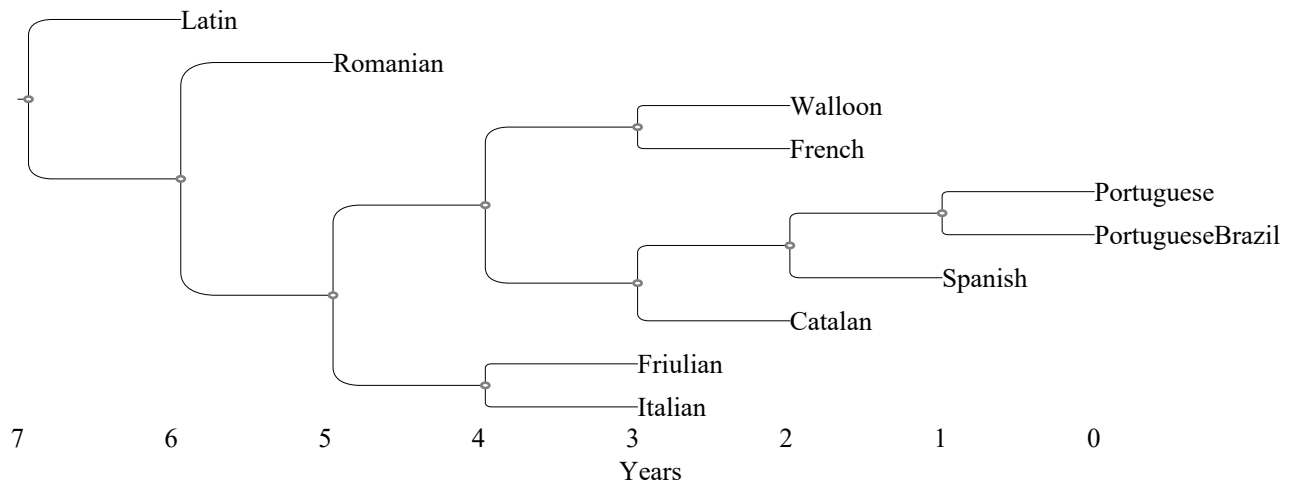 Latin
Romanian
Walloon
French
Portuguese
PortugueseBrazil
Spanish
Catalan
Friulian
Italian
7 6 5 4 3 2 1 0
Years